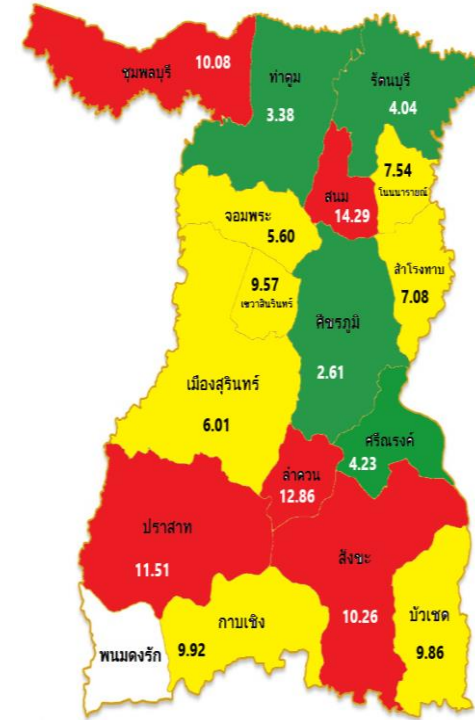 ชุมพลบุรี
10.08
ท่าตูม
3.38
รัตนบุรี
4.04
7.54
โนนนารายณ์
สนม
14.29
จอมพระ
5.60
สำโรงทาบ
7.08
9.57
เขวาสินรินทร์
ศีขรภูมิ
2.61
เมืองสุรินทร์
6.01
ศรีณรงค์
4.23
ลำดวน
12.86
ปราสาท
11.51
สังขะ
10.26
บัวเชด
9.86
กาบเชิง
9.92
พนมดงรัก